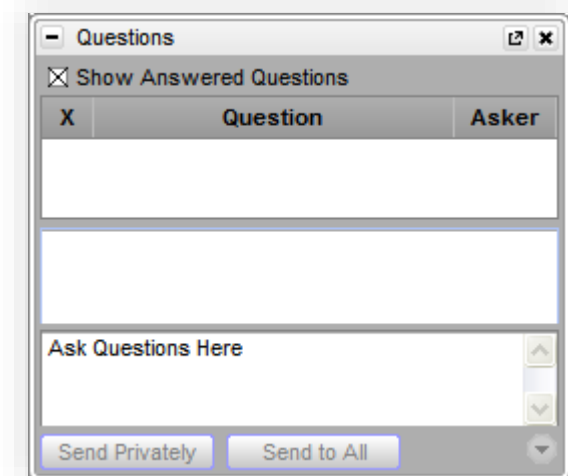 Questions
Show Answered Questions
X Question Asker
Ask Questions Here
Send Privately Send to All